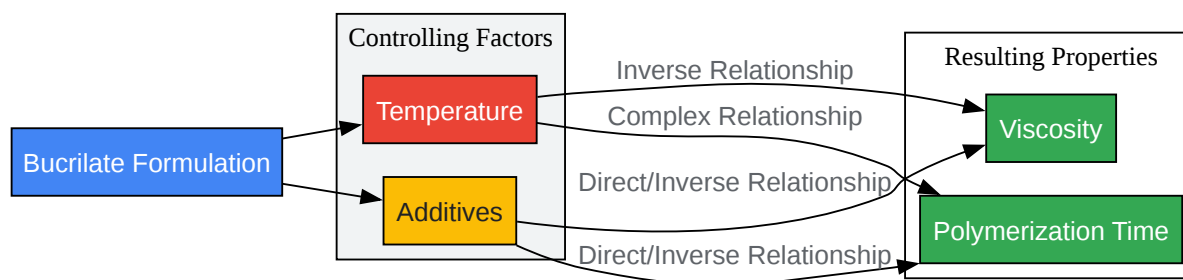 Bucrilate Formulation
Controlling Factors
Temperature
Additives
Inverse Relationship
Complex Relationship
Direct/Inverse Relationship
Direct/Inverse Relationship
Resulting Properties
Viscosity
Polymerization Time